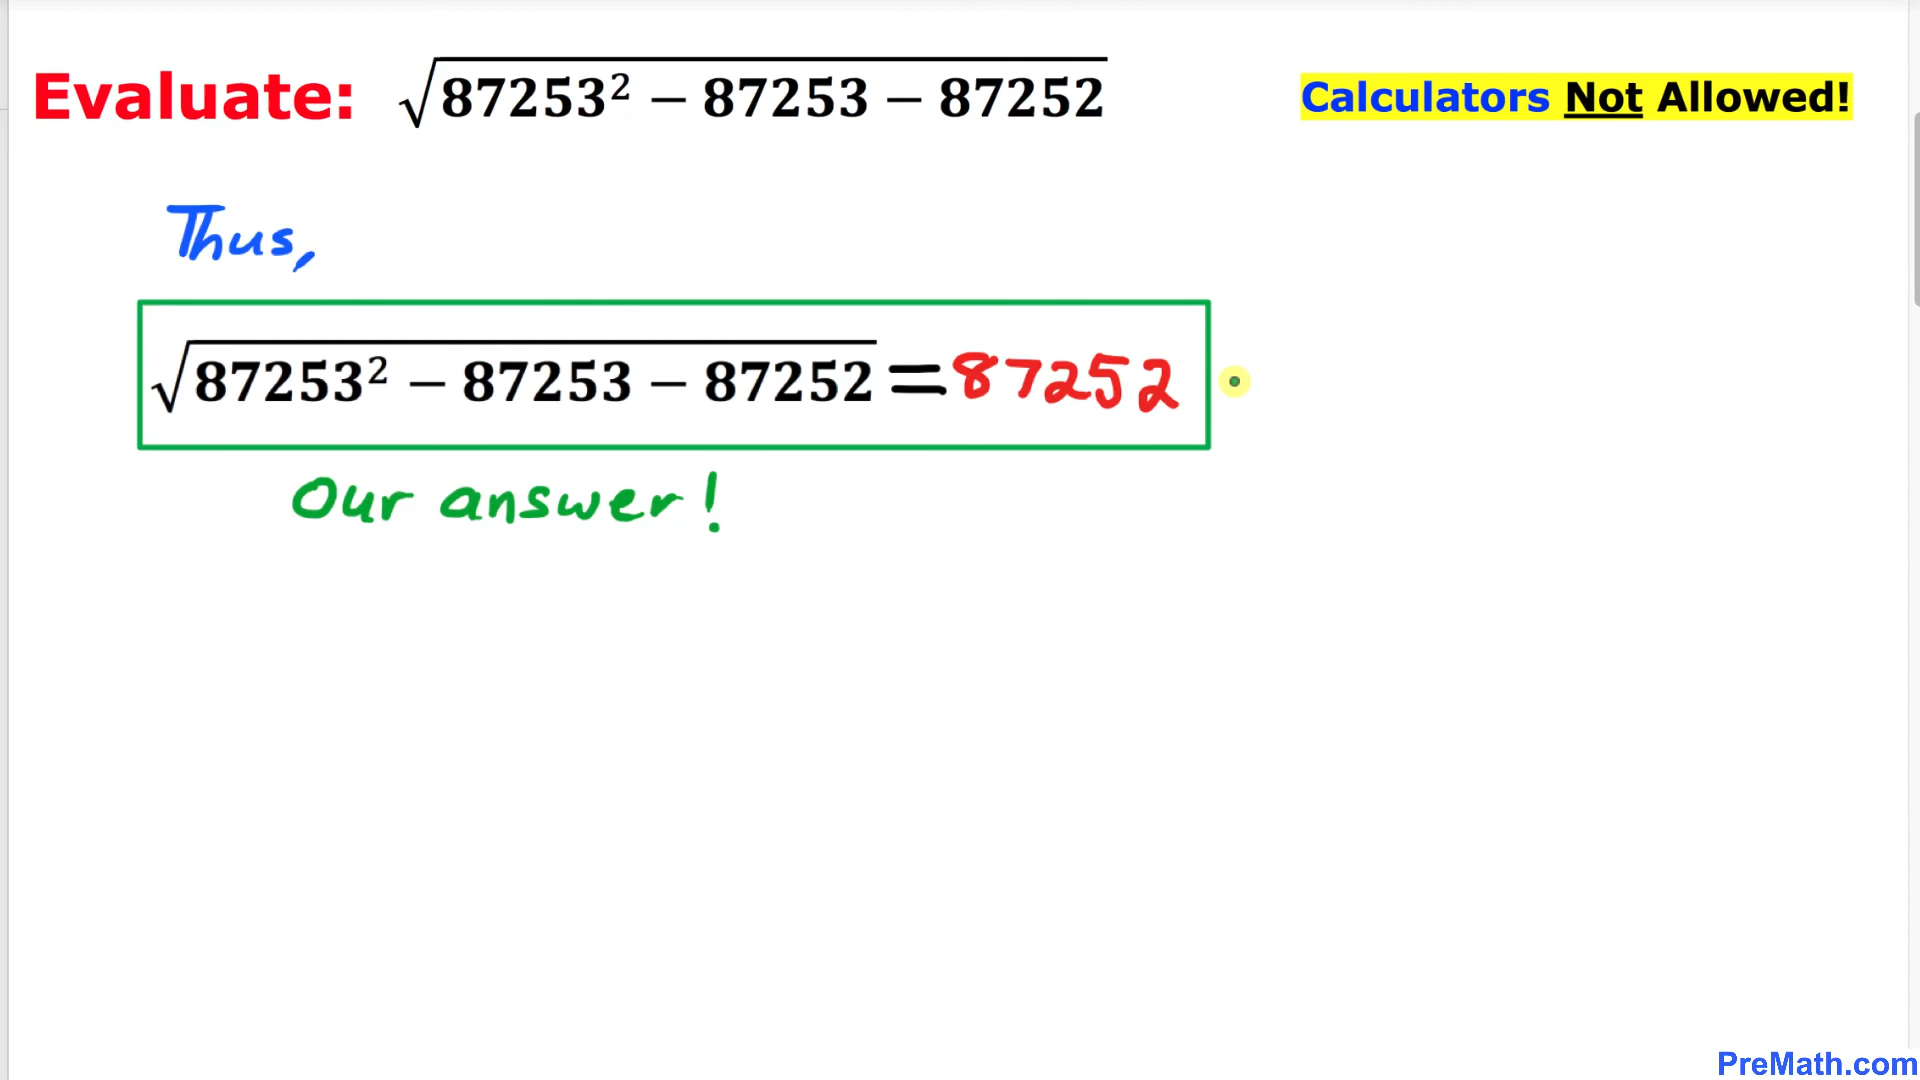 Evaluate: √87253² − 87253 − 87252 Calculators Not Allowed!
Thus,
√87253² − 87253 − 87252 = 87252
Our answer!
PreMath.com